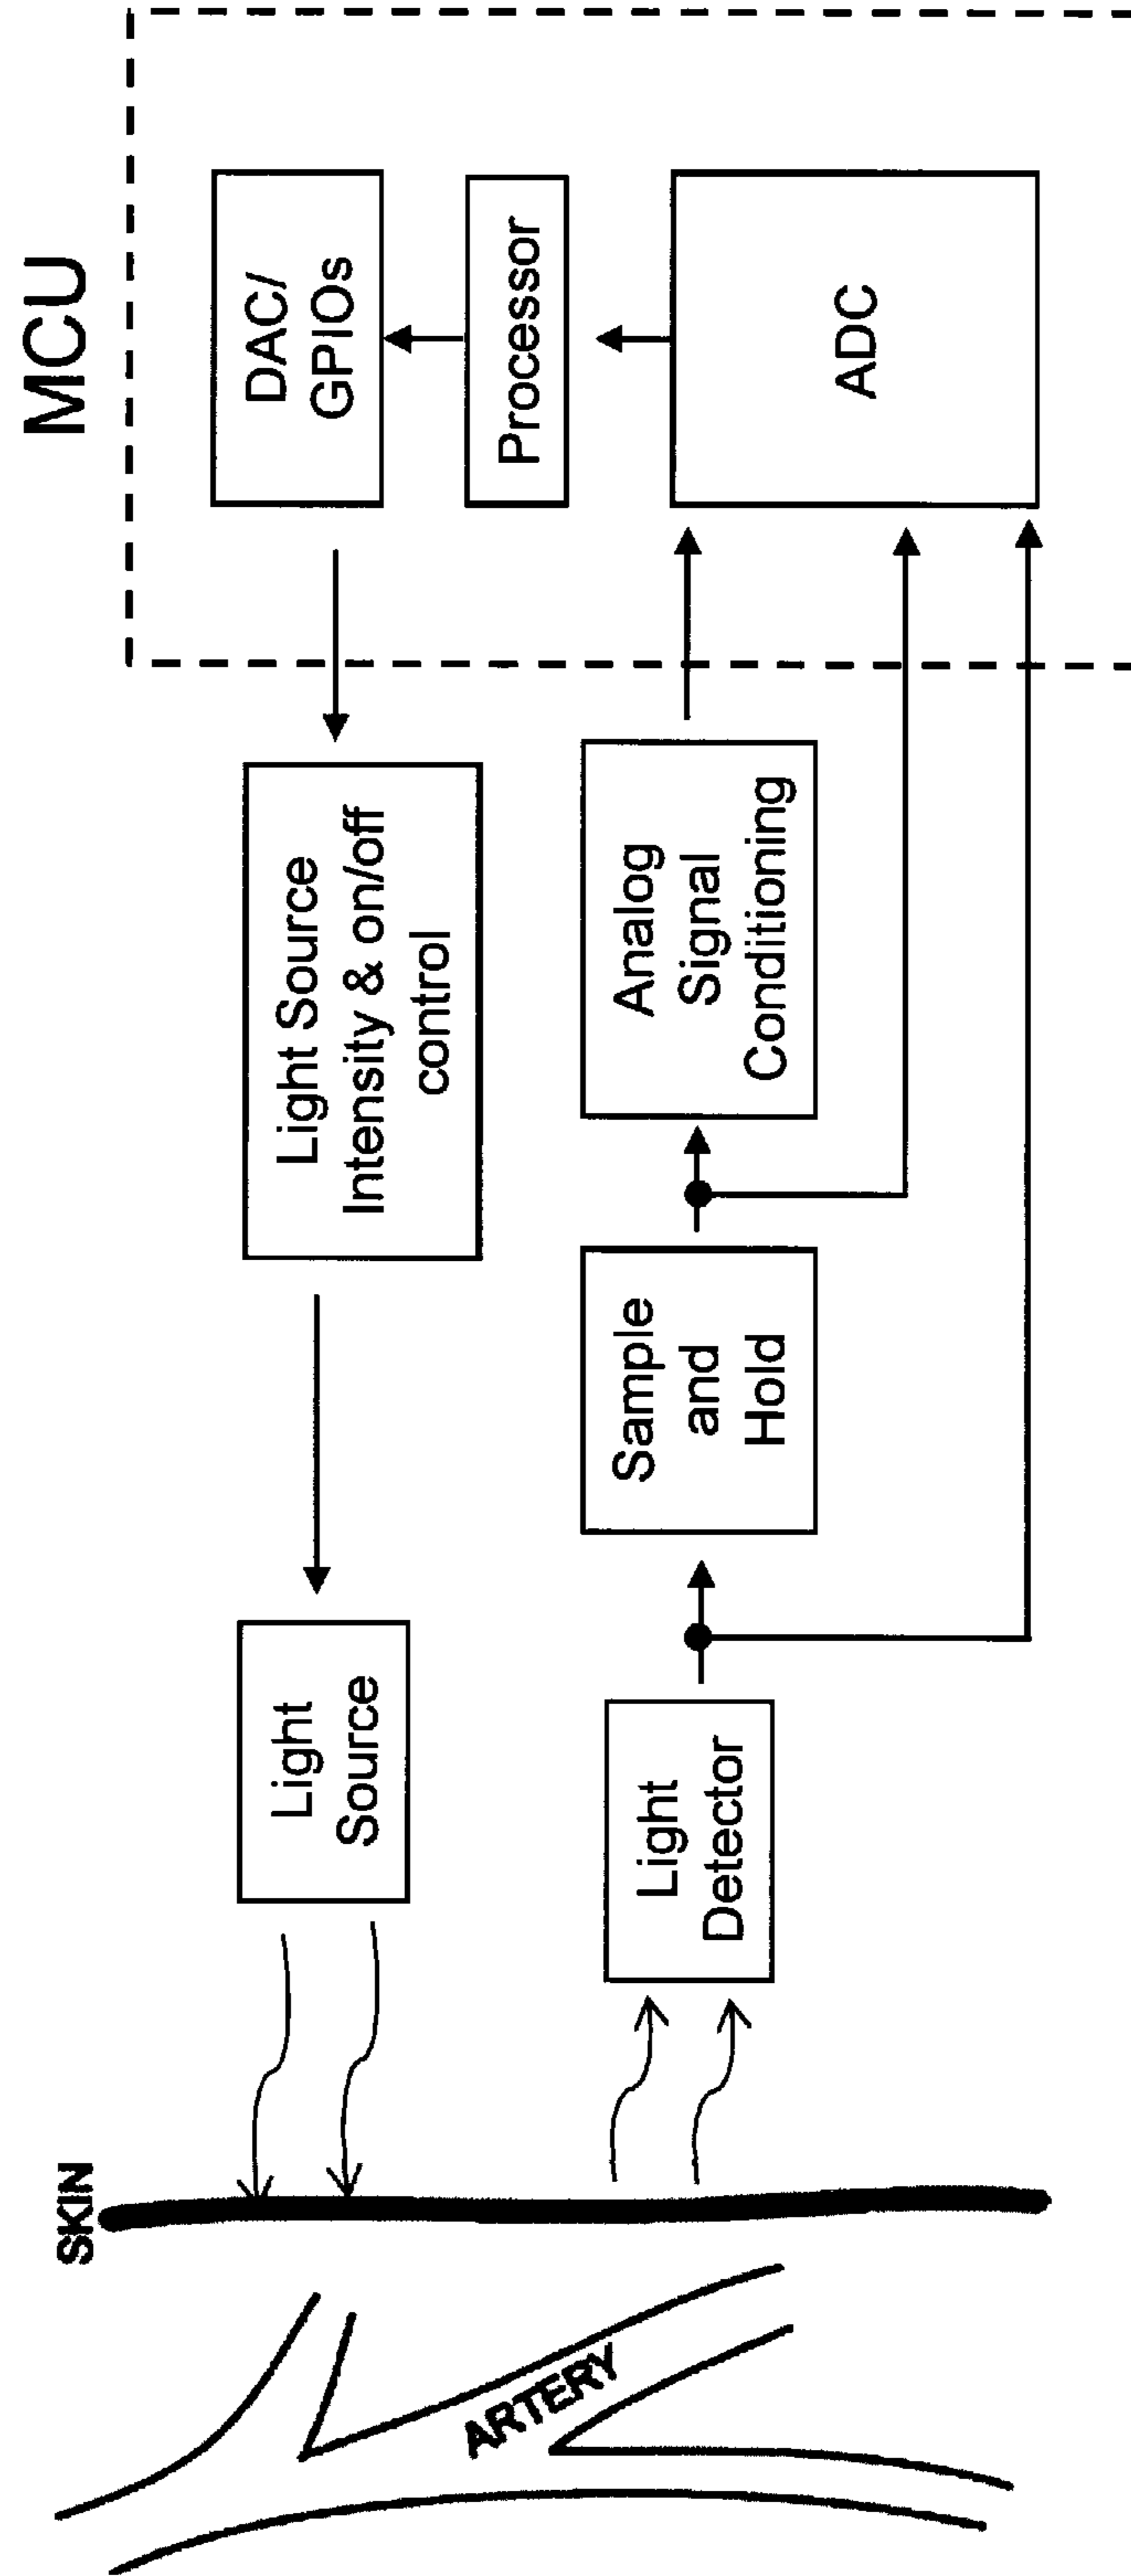 MCU
DAC/
GPIOs
Processor
ADC
Light Source
Intensity & on/off
control
Analog
Signal
Conditioning
Sample
and
Hold
Light
Source
Light
Detector
SKIN
ARTERY